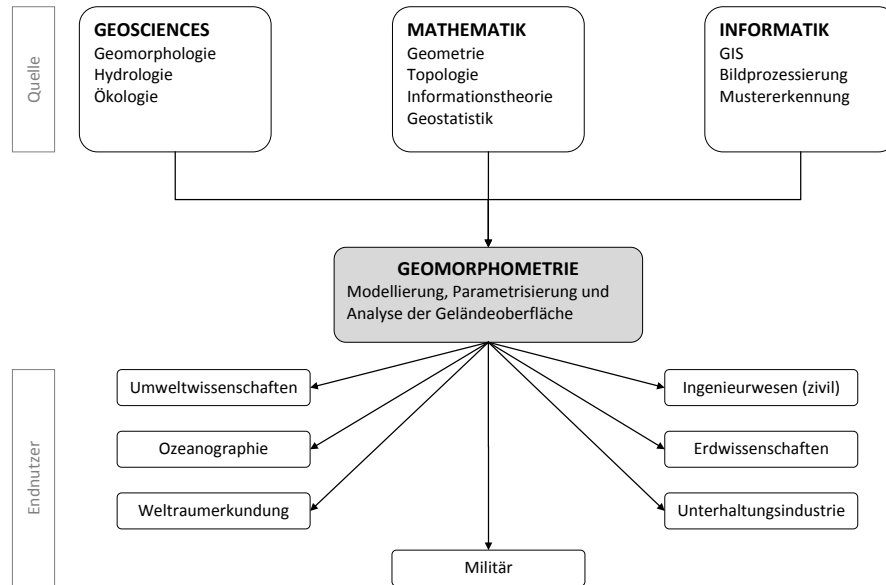 Quelle
GEOSCIENCES
Geomorphologie
Hydrologie
Ökologie
MATHEMATIK
Geometrie
Topologie
Informationstheorie
Geostatistik
INFORMATIK
GIS
Bildprozessierung
Mustererkennung
GEOMORPHOMETRIE
Modellierung, Parametrisierung und
Analyse der Geländeoberfläche
Endnutzer
Umweltwissenschaften
Ingenieurwesen (zivil)
Ozeanographie
Erdwissenschaften
Weltraumerkundung
Unterhaltungsindustrie
Militär